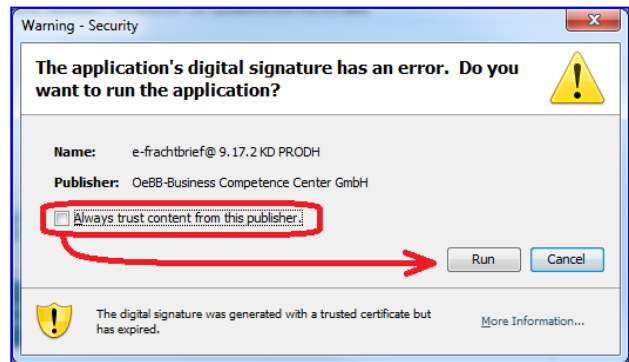 Warning - Security
The application's digital signature has an error. Do you
want to run the application?
Name: e-frachtbrief@ 9.17.2 KD PRODH
Publisher: OeBB-Business Competence Center GmbH
Always trust content from this publisher.
Run Cancel
The digital signature was generated with a trusted certificate but
has expired.
More Information...